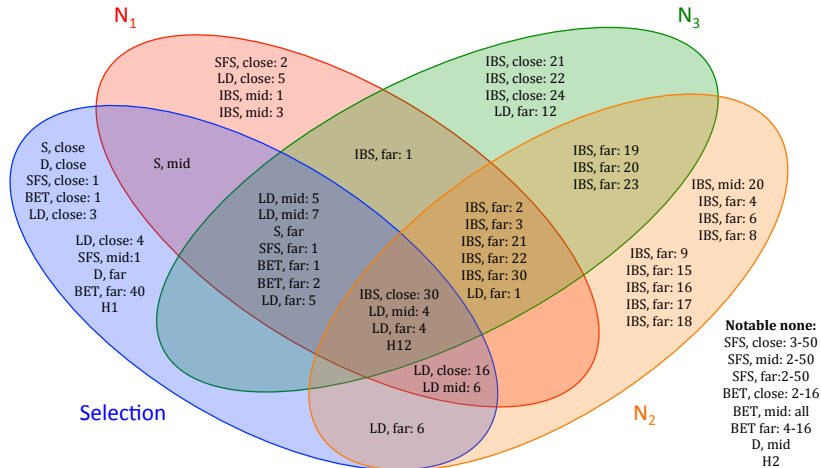 N1
N3
SFS, close: 2
LD, close: 5
IBS, mid: 1
IBS, mid: 3
IBS, close: 21
IBS, close: 22
IBS, close: 24
LD, far: 12
S, close
D, close
SFS, close: 1
BET, close: 1
LD, close: 3
S, mid
IBS, far: 1
IBS, far: 19
IBS, far: 20
IBS, far: 23
IBS, mid: 20
IBS, far: 4
IBS, far: 6
IBS, far: 8
LD, close: 4
SFS, mid:1
D, far
BET, far: 40
H1
LD, mid: 5
LD, mid: 7
S, far
SFS, far: 1
BET, far: 1
BET, far: 2
LD, far: 5
IBS, far: 2
IBS, far: 3
IBS, far: 21
IBS, far: 22
IBS, far: 30
LD, far: 1
IBS, far: 9
IBS, far: 15
IBS, far: 16
IBS, far: 17
IBS, far: 18
IBS, close: 30
LD, mid: 4
LD, far: 4
H12
LD, close: 16
LD mid: 6
LD, far: 6
Selection
N2
Notable none:
SFS, close: 3-50
SFS, mid: 2-50
SFS, far:2-50
BET, close: 2-16
BET, mid: all
BET far: 4-16
D, mid
H2